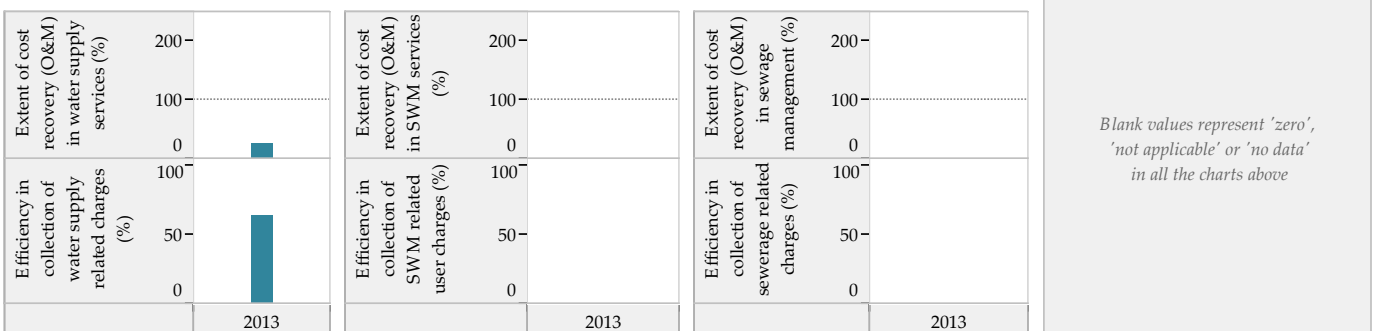 Extent of cost
recovery (O&M)
in water supply
services (%)
200
100
0
Efficiency in
collection of
water supply
related charges
(%)
100
50
0
2013
Extent of cost
recovery (O&M)
in SWM services
(%)
200
100
0
Efficiency in
collection of
SWM related
user charges (%)
100
50
0
2013
Extent of cost
recovery (O&M)
in sewage
management (%)
200
100
0
Efficiency in
collection of
sewerage related
charges (%)
100
50
0
2013
Blank values represent 'zero',
'not applicable' or 'no data'
in all the charts above